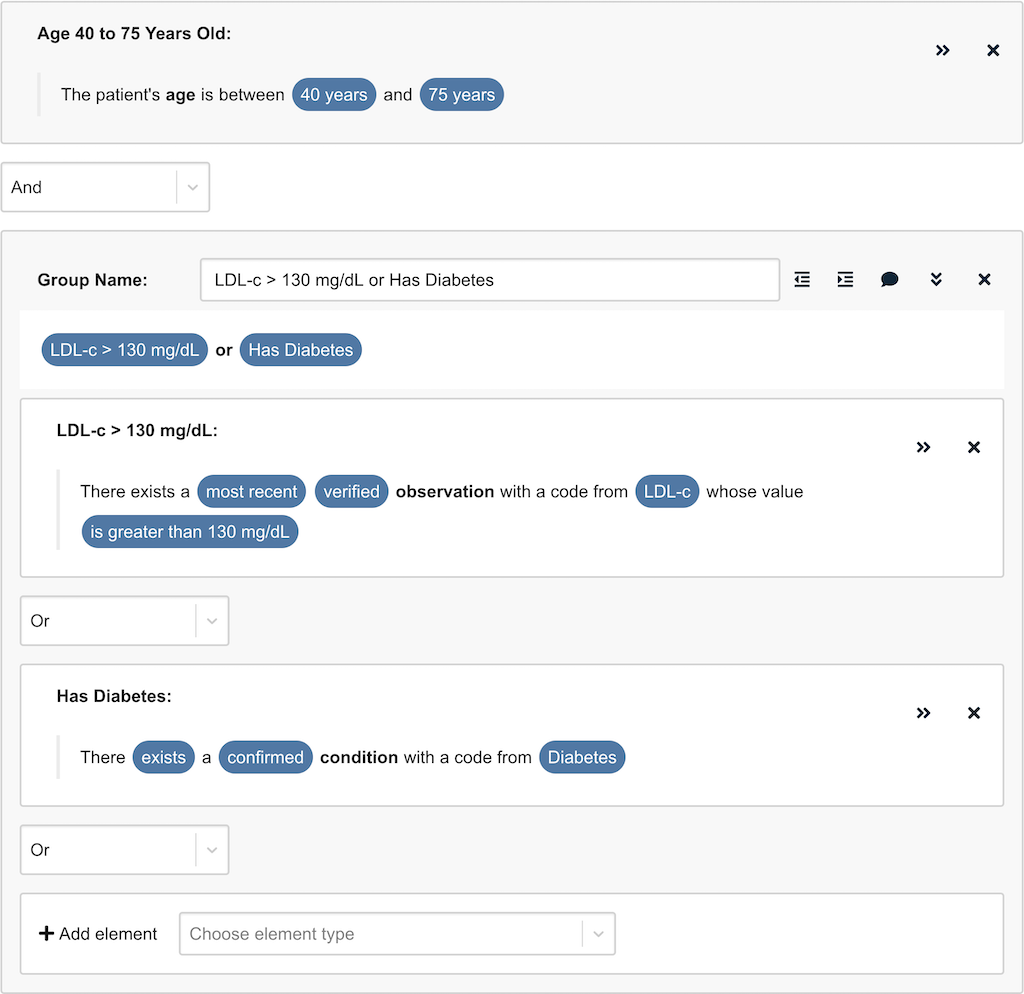 Age 40 to 75 Years Old:
The patient's age is between 40 years and 75 years
And
Group Name: LDL-c > 130 mg/dL or Has Diabetes
LDL-c > 130 mg/dL or Has Diabetes
LDL-c > 130 mg/dL:
There exists a most recent verified observation with a code from LDL-c whose value
is greater than 130 mg/dL
Or
Has Diabetes:
There exists a confirmed condition with a code from Diabetes
Or
Add element Choose element type